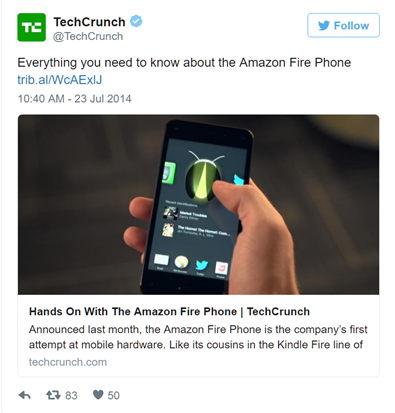 TechCrunch
@TechCrunch
Follow
Everything you need to know about the Amazon Fire Phone
trib.al/WcAExlJ
10:40 AM - 23 Jul 2014
Market Troubles
Hands On With The Amazon Fire Phone | TechCrunch
Announced last month, the Amazon Fire Phone is the company's first
attempt at mobile hardware. Like its cousins in the Kindle Fire line of
techcrunch.com
83
50